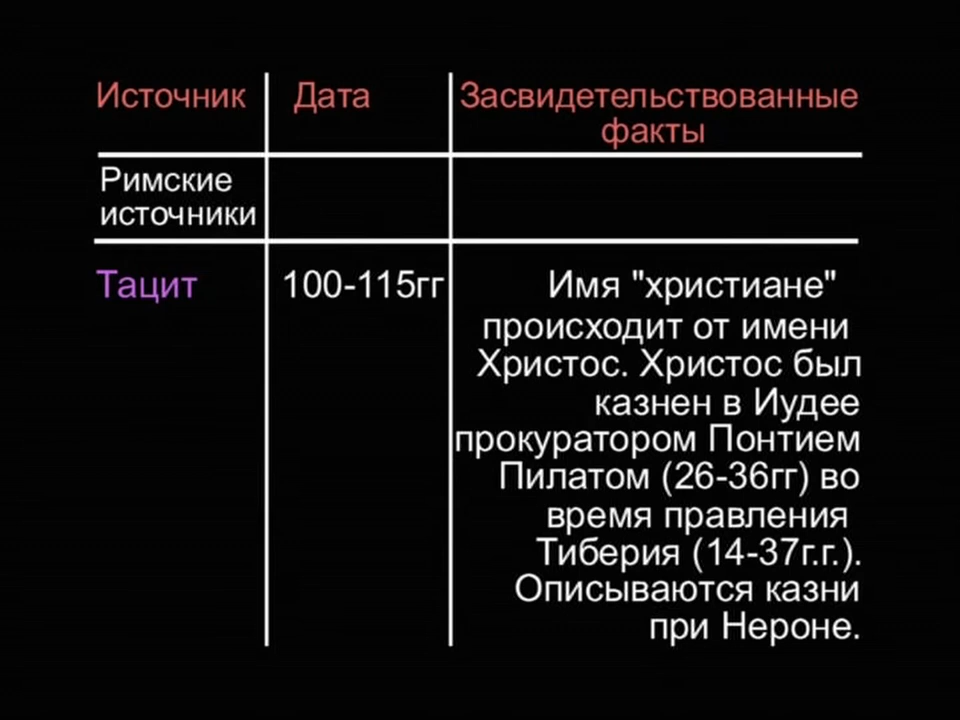 Источник Дата Засвидетельствованные
факты
Римские
источники
Тацит 100-115гг Имя "христиане"
происходит от имени
Христос. Христос был
казнен в Иудее
прокуратором Понтием
Пилатом (26-36гг) во
время правления
Тиберия (14-37г.г.).
Описываются казни
при Нероне.